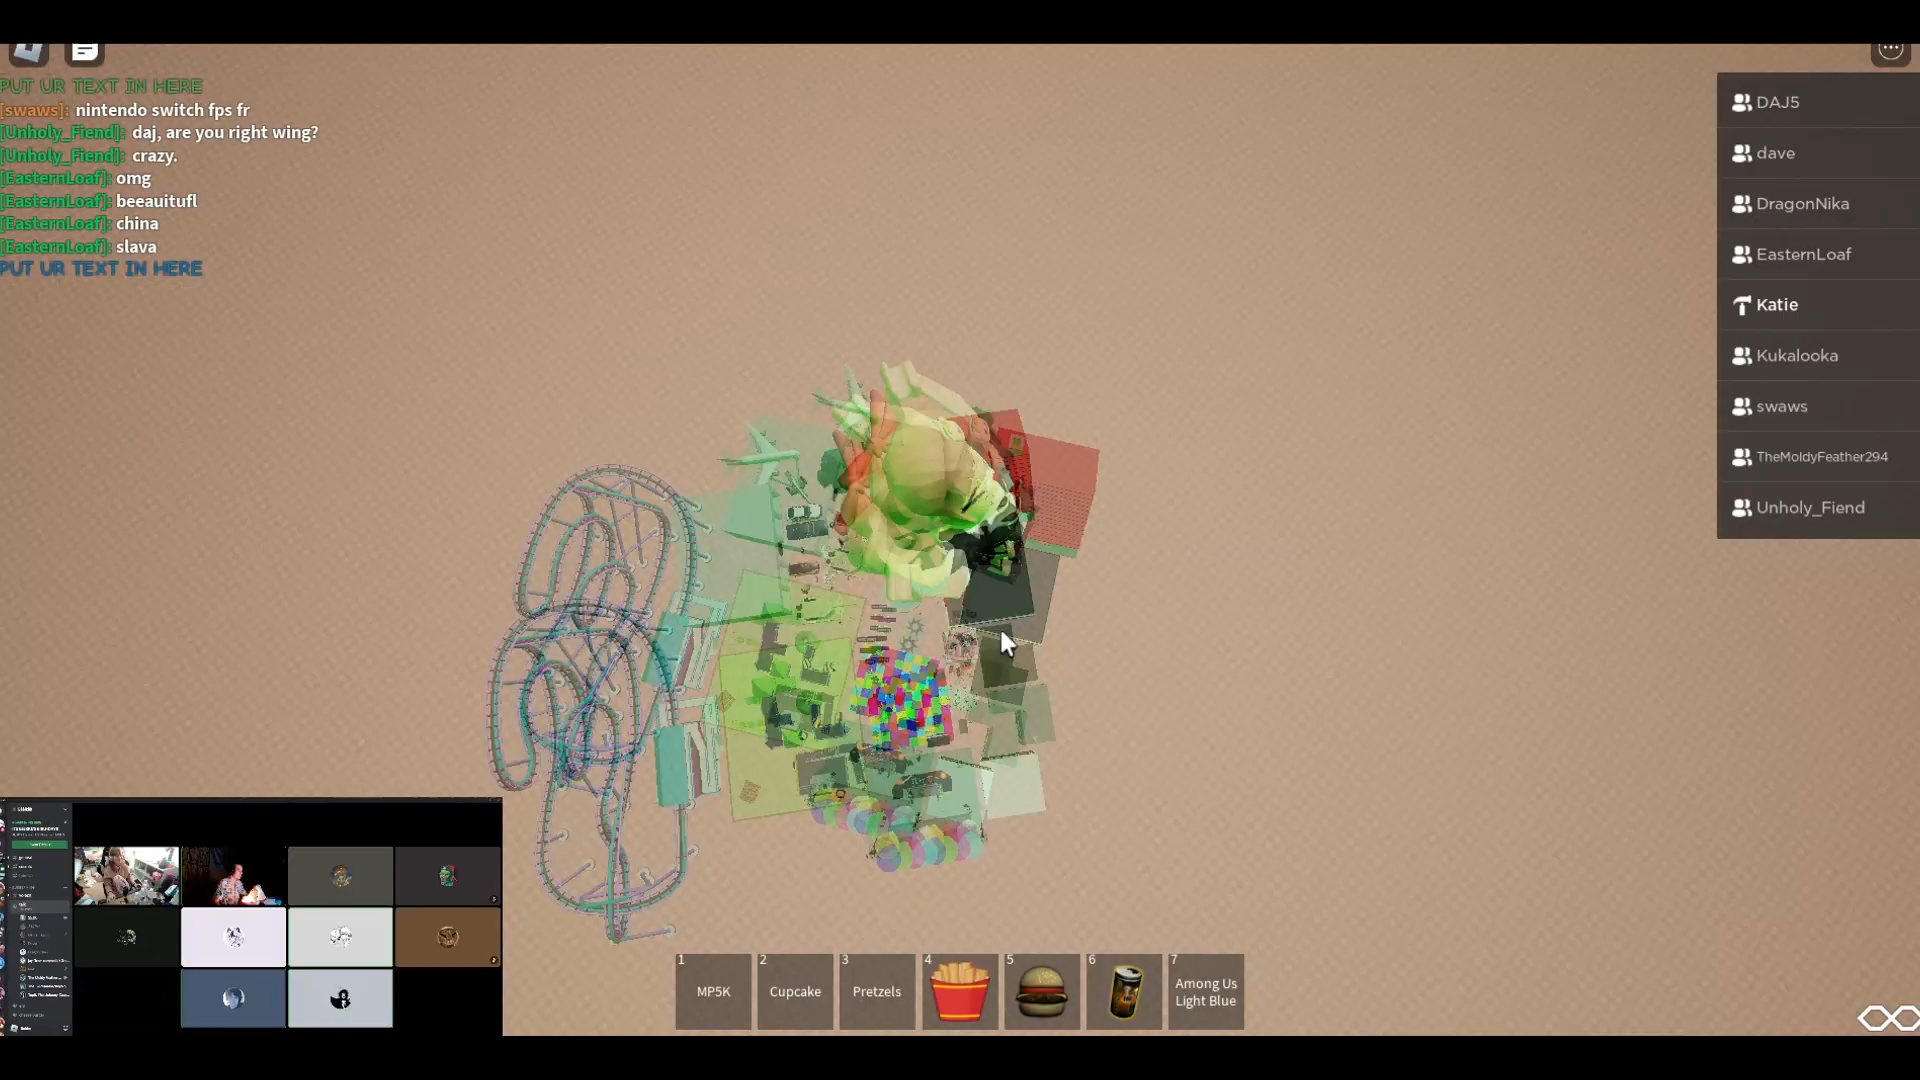 PUT UR TEXT IN HERE
[swaws]: nintendo switch fps fr
[Unholy_Fiend]: daj, are you right wing?
[Unholy_Fiend]: crazy.
[EasternLoaf]: omg
[EasternLoaf]: beeauitufl
[EasternLoaf]: china
[EasternLoaf]: slava
PUT UR TEXT IN HERE
DAJ5
dave
DragonNika
EasternLoaf
Katie
Kukalooka
swaws
TheMoldyFeather294
Unholy_Fiend
1 2 3 4 5 6 7
MP5K
Cupcake
Pretzels
Among Us
Light Blue